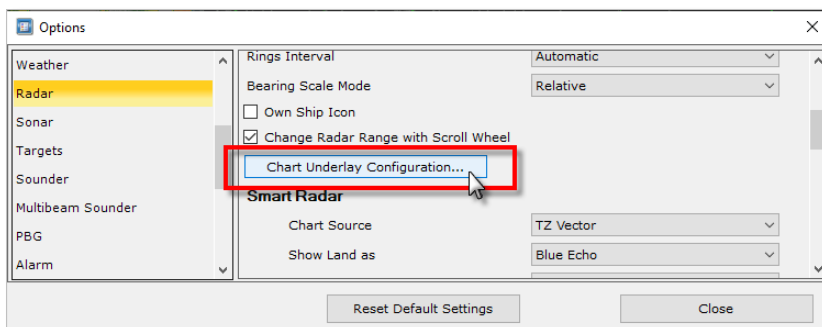 Options
Weather
Radar
Sonar
Targets
Sounder
Multibeam Sounder
PBG
Alarm
Rings Interval Automatic
Bearing Scale Mode Relative
Own Ship Icon
Change Radar Range with Scroll Wheel
Chart Underlay Configuration...
Smart Radar
Chart Source TZ Vector
Show Land as Blue Echo
Reset Default Settings Close